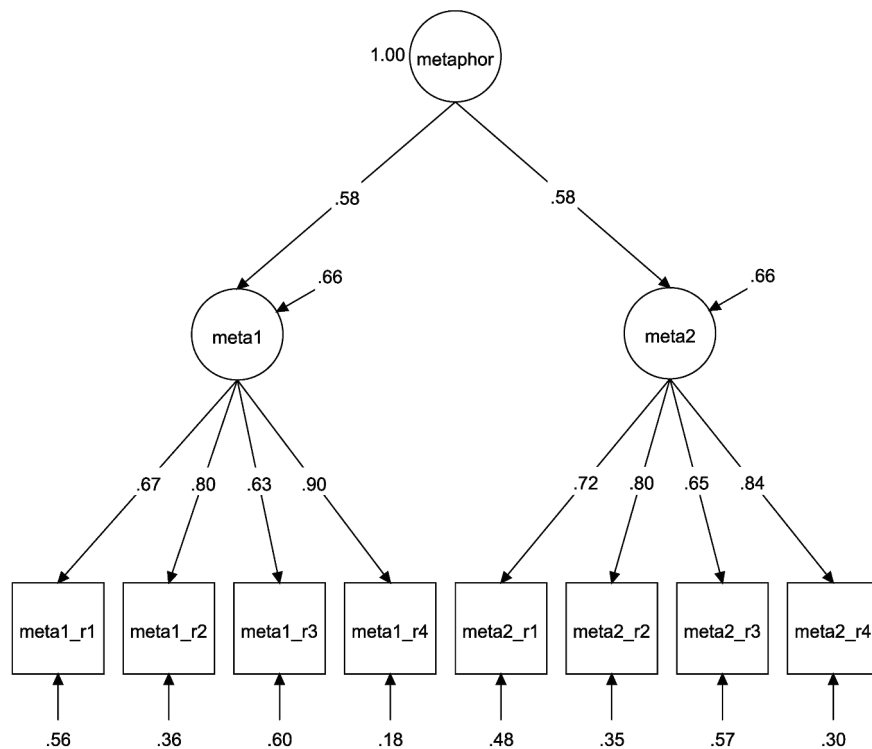 1.00 metaphor
.58 .58
.66 .66
meta1 meta2
.67 .80 .63 .90 .72 .80 .65 .84
meta1_r1 meta1_r2 meta1_r3 meta1_r4 meta2_r1 meta2_r2 meta2_r3 meta2_r4
.56 .36 .60 .18 .48 .35 .57 .30